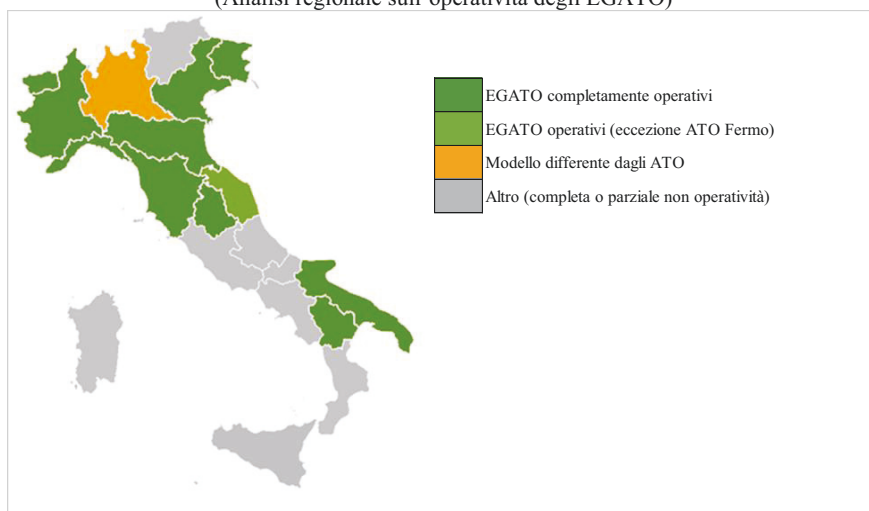 (Analisi regionale sull'operatività degli EGATO)
EGATO completamente operativi
EGATO operativi (eccezione ATO Fermo)
Modello differente dagli ATO
Altro (completa o parziale non operatività)